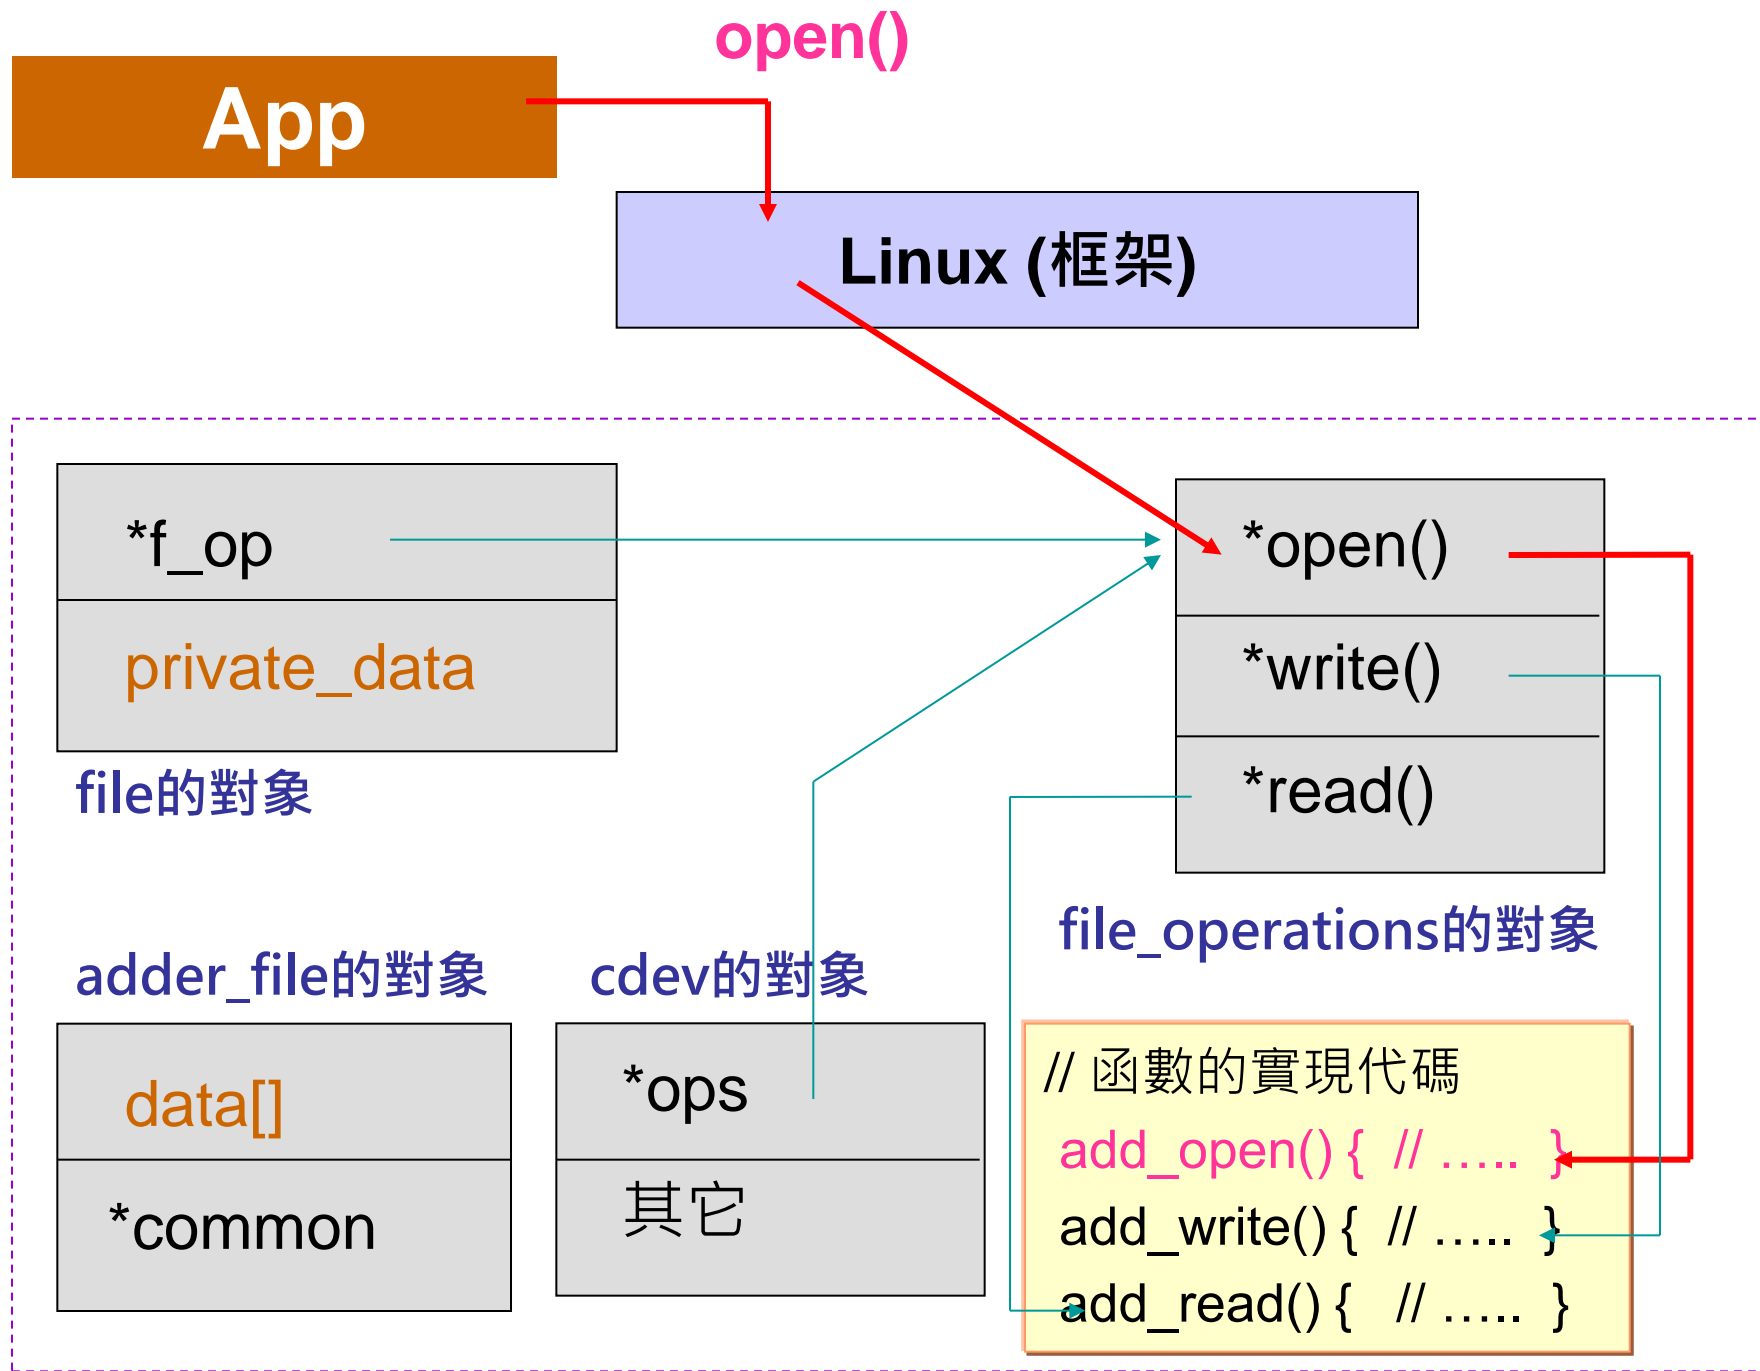 open()
App
Linux (框架)
*f_op
private_data
file的對象
*open()
*write()
*read()
file_operations的對象
adder_file的對象
data[]
*common
cdev的對象
*ops
其它
// 函數的實現代碼
add_open() {  // …..  }
add_write() {  // …..  }
add_read() {   // …..  }